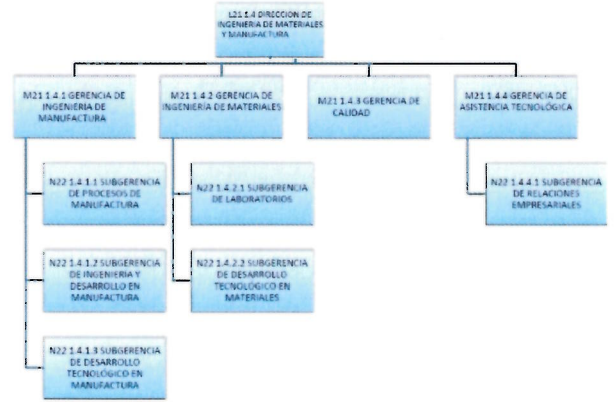 L21 1.4 DIRECCION DE
INGENIERIA DE MATERIALES
Y MANUFACTURA
M21 1.4.1 GERENCIA DE
INGENIERIA DE
MANUFACTURA
M21 1.4.2 GERENCIA DE
INGENIERÍA DE MATERIALES
M21 1.4.3 GERENCIA DE
CALIDAD
M21 1.4.4 GERENCIA DE
ASISTENCIA TECNOLÓGICA
N22 1.4.1.1 SUBGERENCIA
DE PROCESOS DE
MANUFACTURA
N22 1.4.2.1 SUBGERENCIA
DE LABORATORIOS
N22 1.4.4.1 SUBGERENCIA
DE RELACIONES
EMPRESARIALES
N22 1.4.1.2 SUBGERENCIA
DE INGENIERIA Y
DESARROLLO EN
MANUFACTURA
N22 1.4.2.2 SUBGERENCIA
DE DESARROLLO
TECNOLÓGICO EN
MATERIALES
N22 1.4.1.3 SUBGERENCIA
DE DESARROLLO
TECNOLÓGICO EN
MANUFACTURA